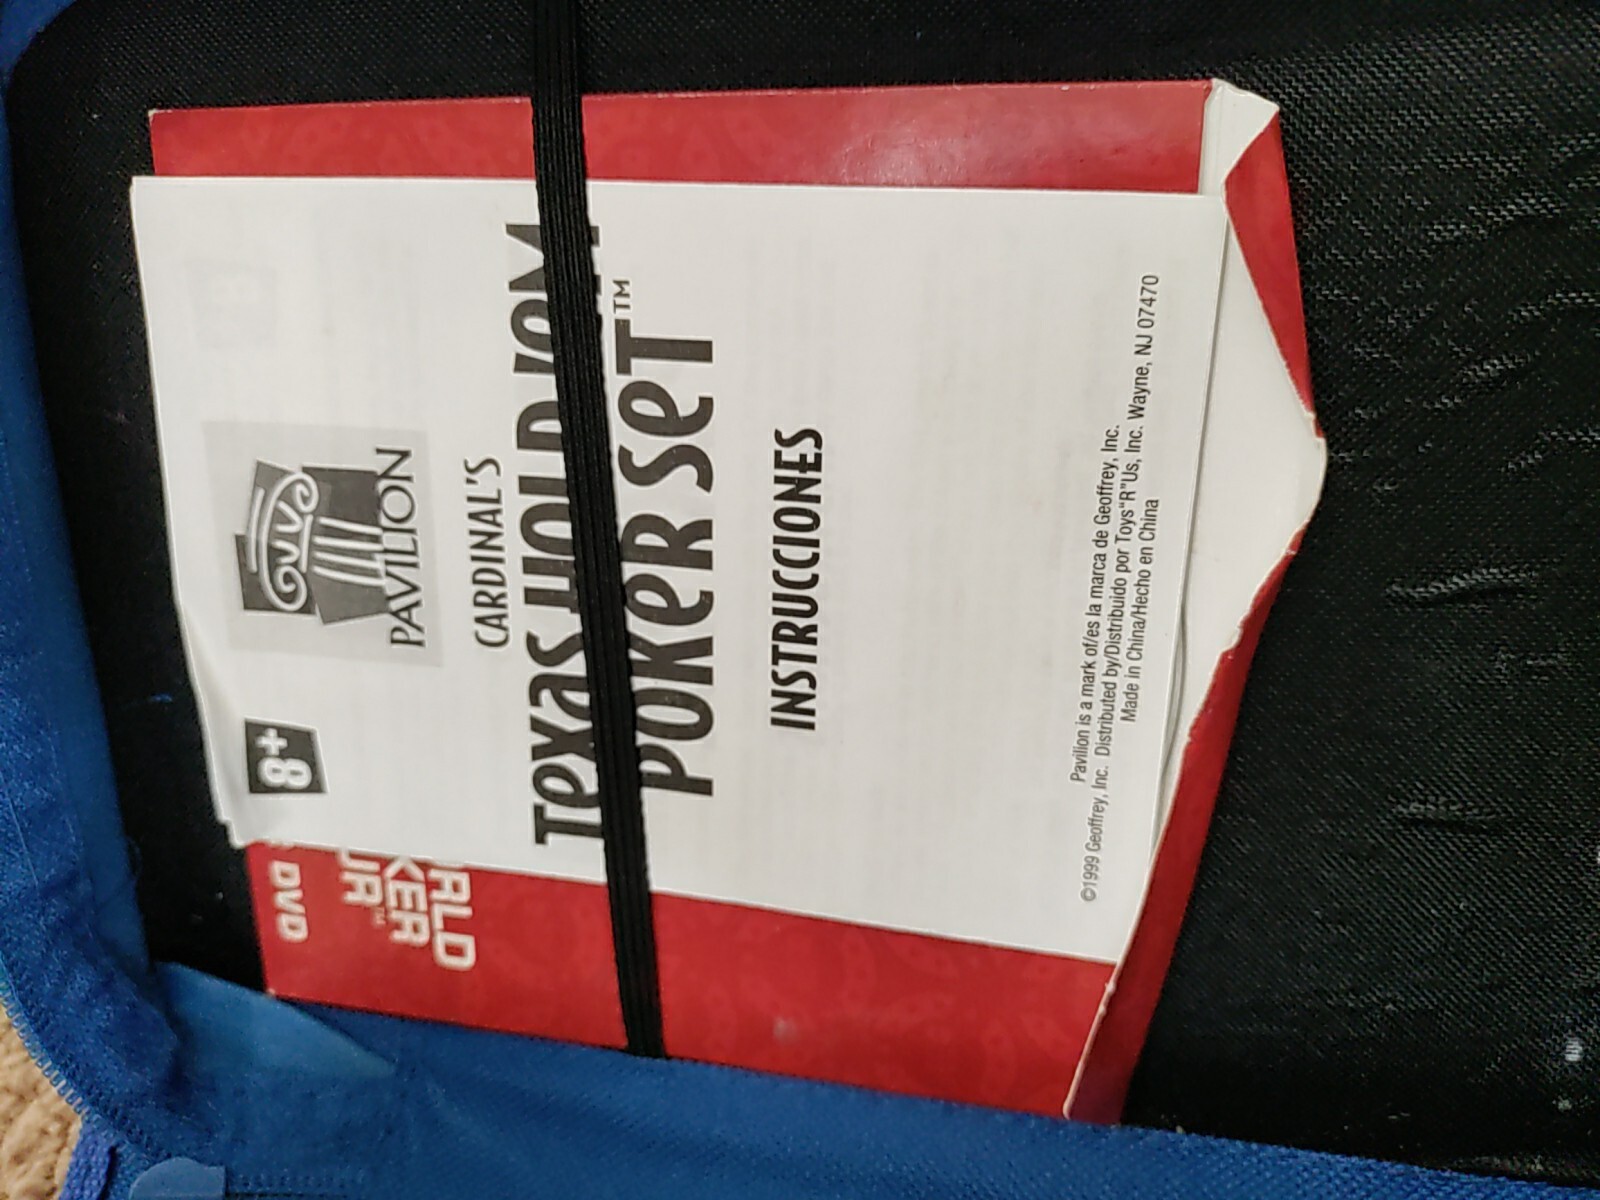 8+
PAVILION
CARDINAL'S
TEXAS HOLD'EM
POKER SET™
INSTRUCCIONES
Pavilion is a mark of/es la marca de Geoffrey, Inc.
©1999 Geoffrey, Inc. Distributed by/Distribuido por Toys"R"Us, Inc. Wayne, NJ 07470
Made in China/Hecho en China
DVD